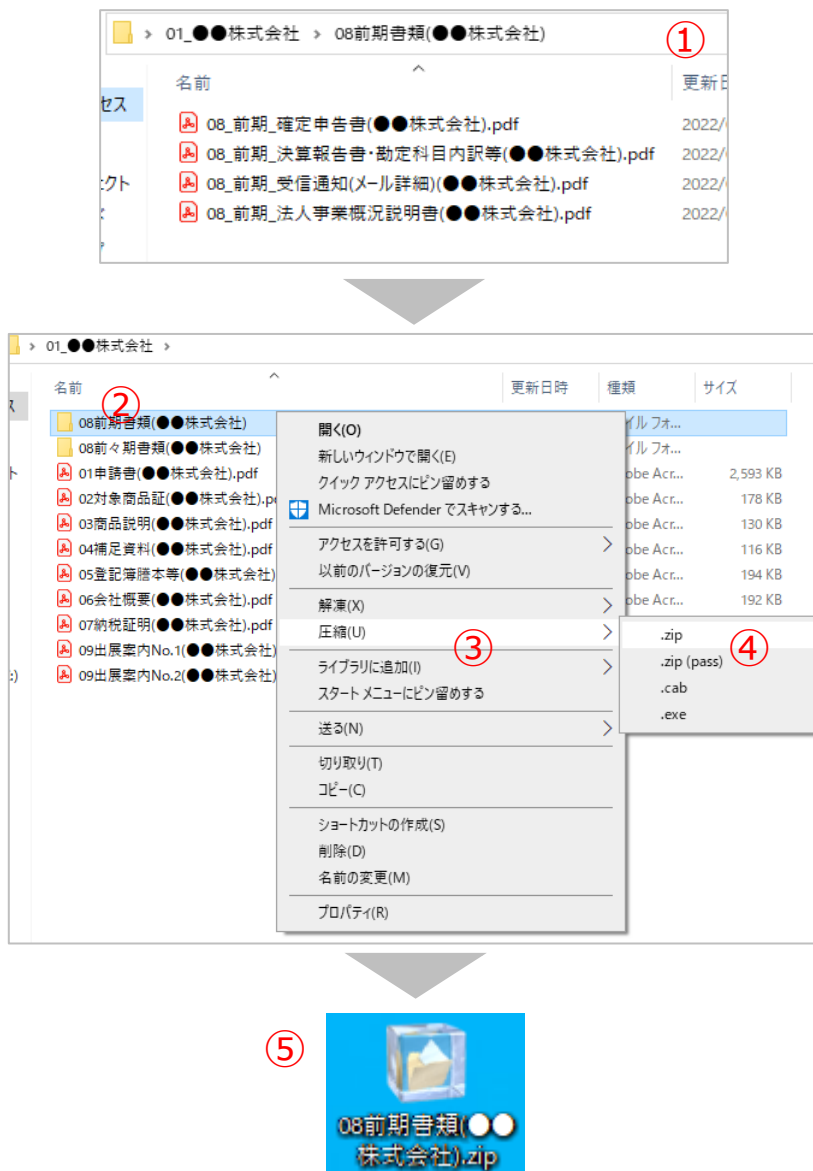 01_●●株式会社 › 08前期書類(●●株式会社)
①
名前
更新日
セス
08_前期_確定申告書(●●株式会社).pdf
2022/
08_前期_決算報告書・勘定科目内訳等(●●株式会社).pdf
2022/
ェクト
08_前期_受信通知(メール詳細)(●●株式会社).pdf
2022/
08_前期_法人事業概況説明書(●●株式会社).pdf
2022/
01_●●株式会社 ›
名前
更新日時
種類
サイズ
②
08前期書類(●●株式会社)
イル フォ...
08前々期書類(●●株式会社)
イル フォ...
01申請書(●●株式会社).pdf
obe Acr...
2,593 KB
02対象商品証(●●株式会社).p
obe Acr...
178 KB
03商品説明(●●株式会社).pdf
obe Acr...
130 KB
04補足資料(●●株式会社).pdf
obe Acr...
116 KB
05登記簿謄本等(●●株式会社)
obe Acr...
194 KB
06会社概要(●●株式会社).pdf
obe Acr...
192 KB
07納税証明(●●株式会社).pdf
09出展案内No.1(●●株式会社)
09出展案内No.2(●●株式会社)
:)
開く(O)
新しいウィンドウで開く(E)
クイック アクセスにピン留めする
Microsoft Defender でスキャンする...
アクセスを許可する(G)
以前のバージョンの復元(V)
解凍(X)
圧縮(U)
③
ライブラリに追加(I)
スタート メニューにピン留めする
送る(N)
切り取り(T)
コピー(C)
ショートカットの作成(S)
削除(D)
名前の変更(M)
プロパティ(R)
.zip
④
.zip (pass)
.cab
.exe
⑤
08前期書類(●●
株式会社).zip